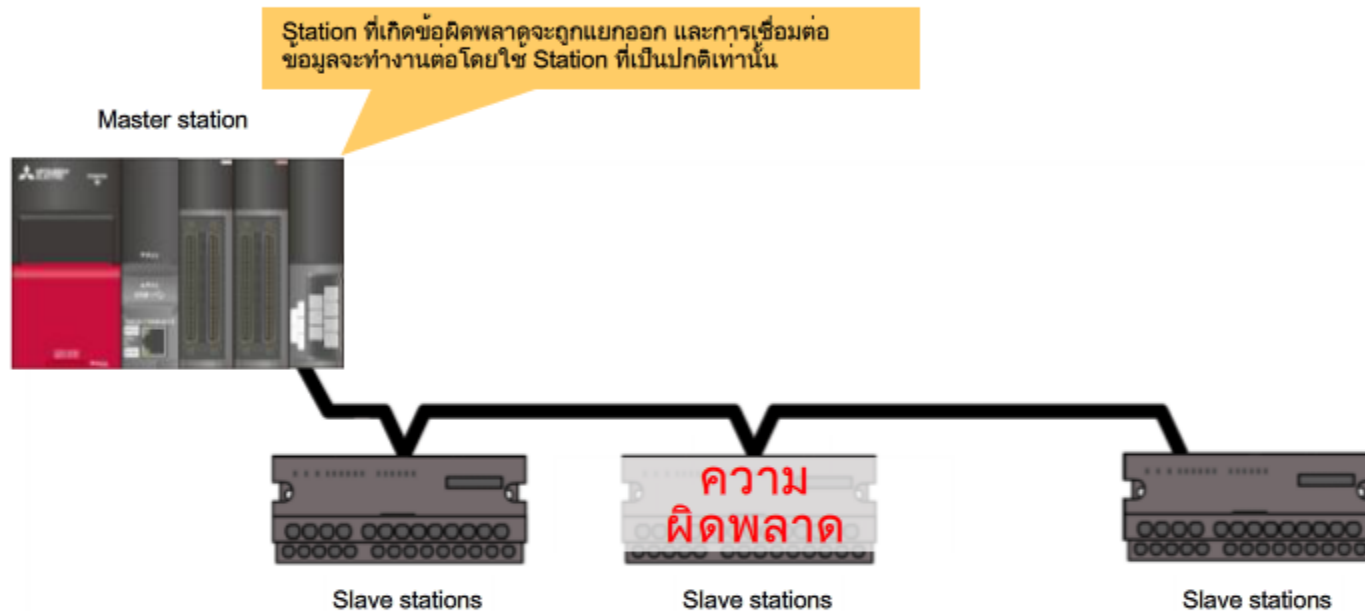 Station ที่เกิดข้อผิดพลาดจะถูกแยกออก และการเชื่อมต่อ
ข้อมูลจะทำงานต่อโดยใช้ Station ที่เป็นปกติเท่านั้น
Master station
ความ
ผิดพลาด
Slave stations
Slave stations
Slave stations